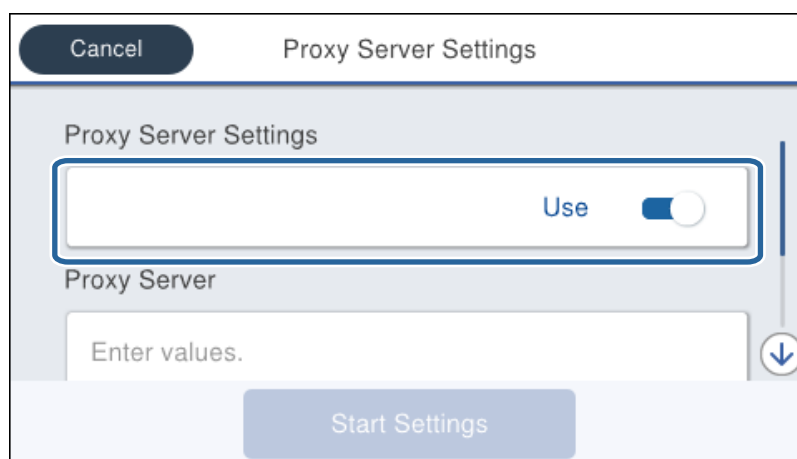 Cancel
Proxy Server Settings
Proxy Server Settings
Use
Proxy Server
Enter values.
Start Settings